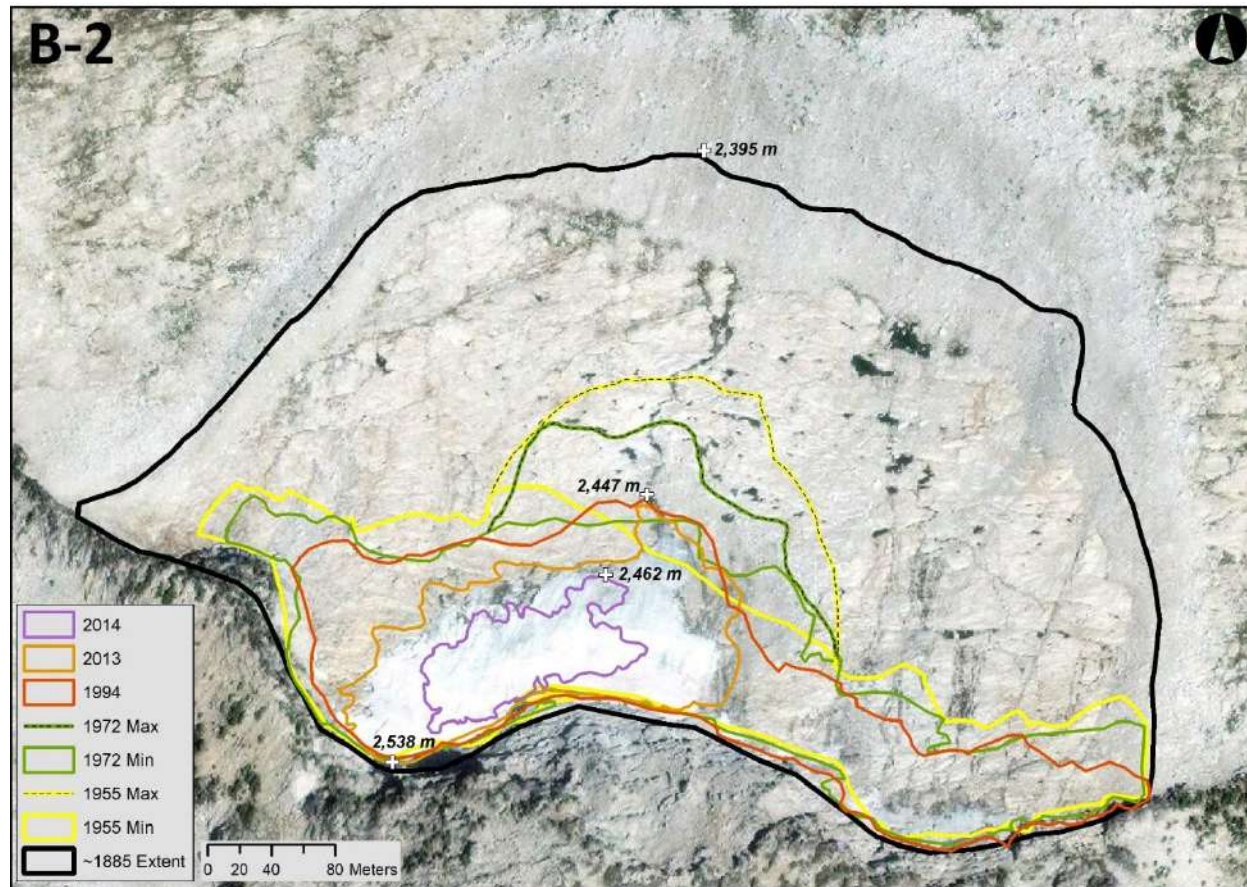 B-2
2,395 m
2,447 m
2,462 m
2,538 m
2014
2013
1994
1972 Max
1972 Min
1955 Max
1955 Min
~1885 Extent
0 20 40 80 Meters